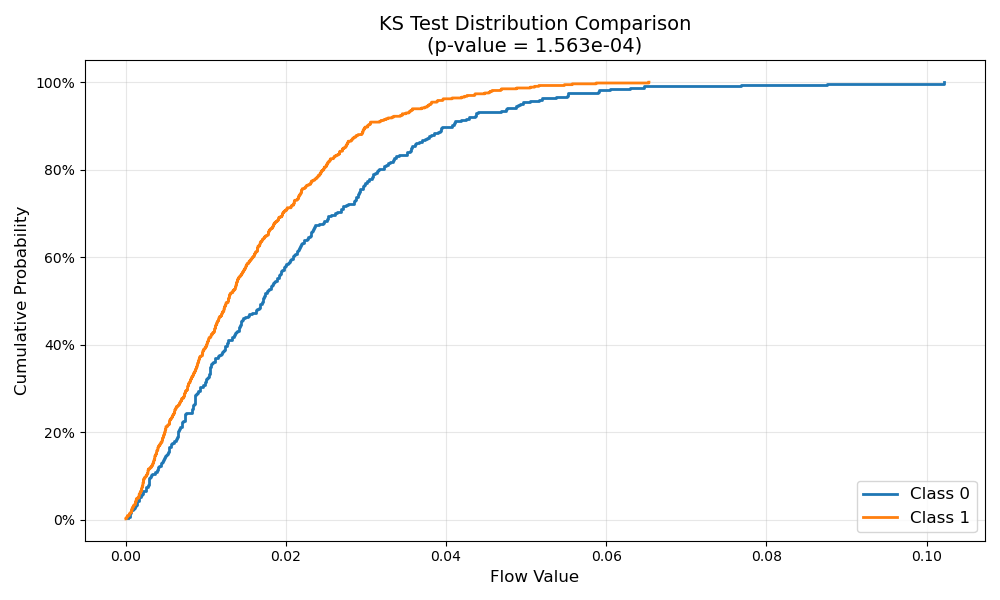 KS Test Distribution Comparison
(p-value = 1.563e-04)
100%
80%
60%
40%
20%
0%
Cumulative Probability
Class 0
Class 1
0.00 0.02 0.04 0.06 0.08 0.10
Flow Value